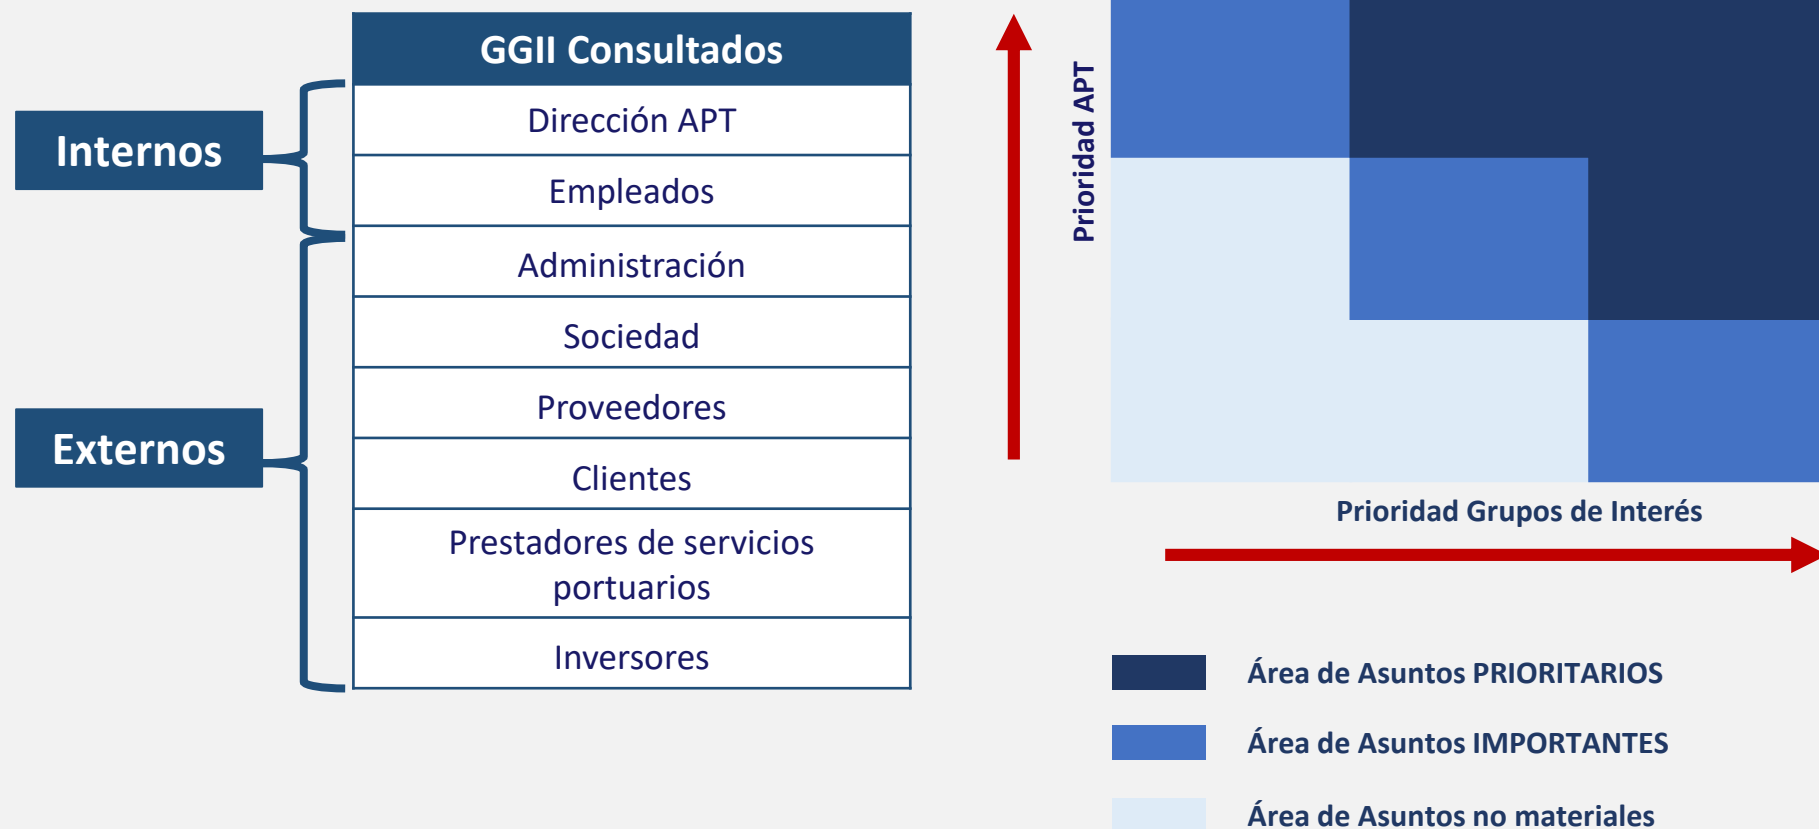 GGII Consultados
Internos
Dirección APT
Empleados
Externos
Administración
Sociedad
Proveedores
Clientes
Prestadores de servicios
portuarios
Inversores
Prioridad APT
Prioridad Grupos de Interés
Área de Asuntos PRIORITARIOS
Área de Asuntos IMPORTANTES
Área de Asuntos no materiales